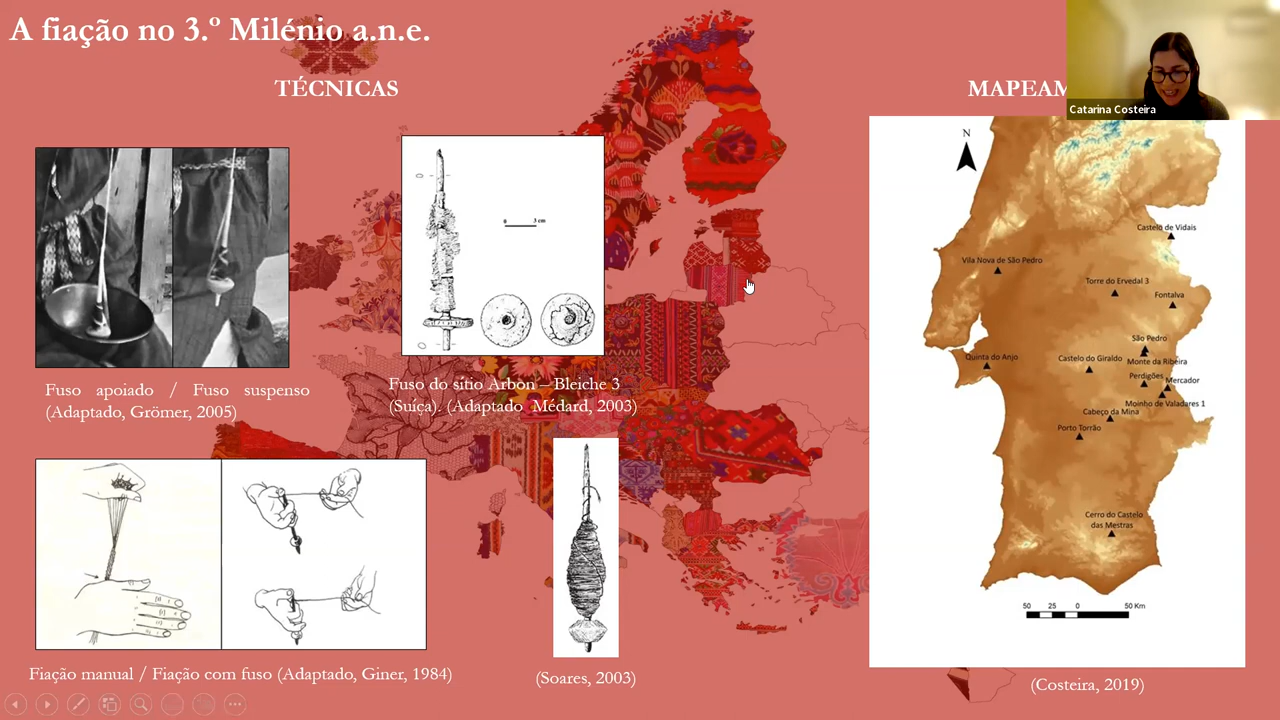 A fiação no 3.º Milénio a.n.e.
TÉCNICAS
MAPEAM
Catarina Costeira
0 3 cm
Fuso apoiado / Fuso suspenso
(Adaptado, Grömer, 2005)
Fuso do sítio Arbon – Bleiche 3
(Suíça). (Adaptado Médard, 2003)
Fiação manual / Fiação com fuso (Adaptado, Giner, 1984)
(Soares, 2003)
N
Castelo de Vidais
Vila Nova de São Pedro
Torre do Ervedal 3
Fontalva
São Pedro
Quinta do Anjo
Castelo do Giraldo
Monte da Ribeira
Perdigões
Mercador
Moinho de Valadares 1
Cabeço da Mina
Porto Torrão
Cerro do Castelo
das Mestras
50 25 0 50 Km
(Costeira, 2019)